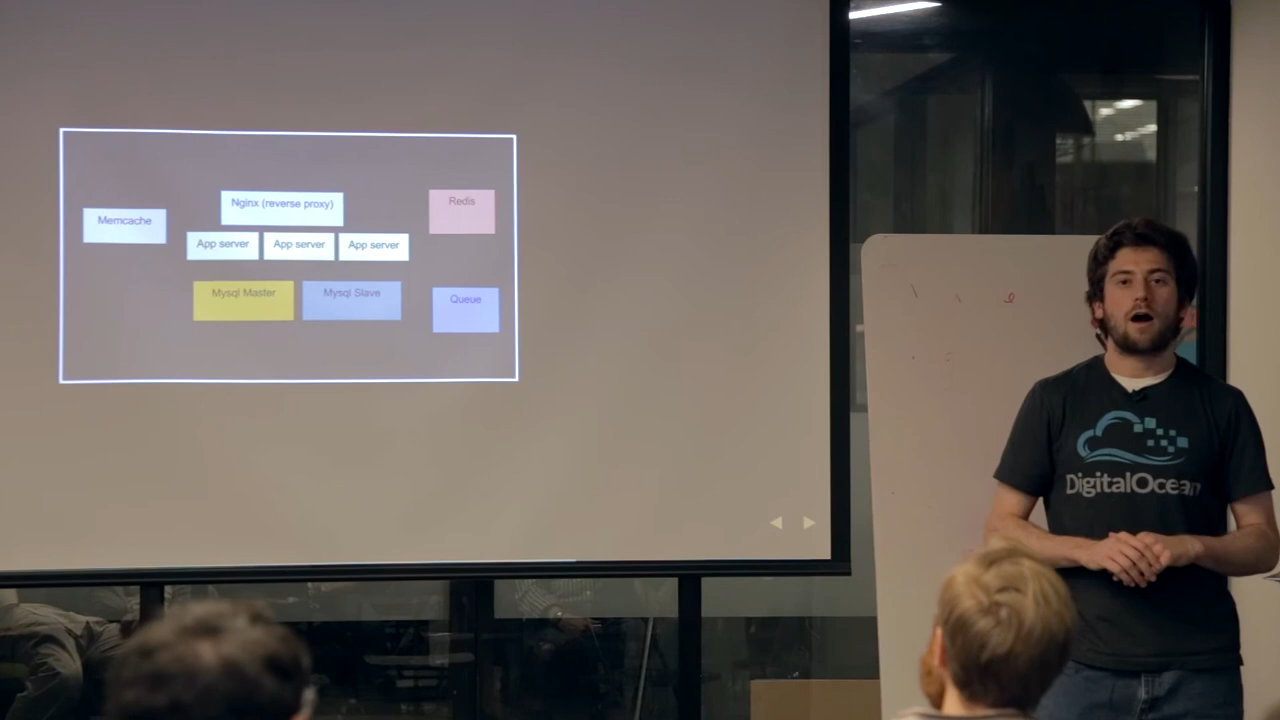 Nginx (reverse proxy)
Redis
Memcache
App server
App server
App server
Mysql Master
Mysql Slave
Queue
DigitalOcean